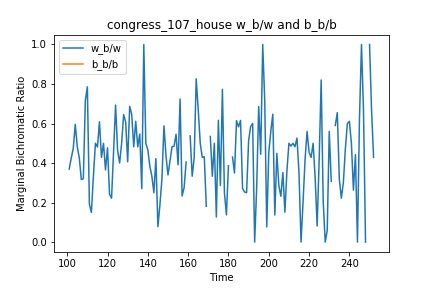 congress_107_house w_b/w and b_b/b
w_b/w
b_b/b
Marginal Bichromatic Ratio
1.0
0.8
0.6
0.4
0.2
0.0
100 120 140 160 180 200 220 240
Time